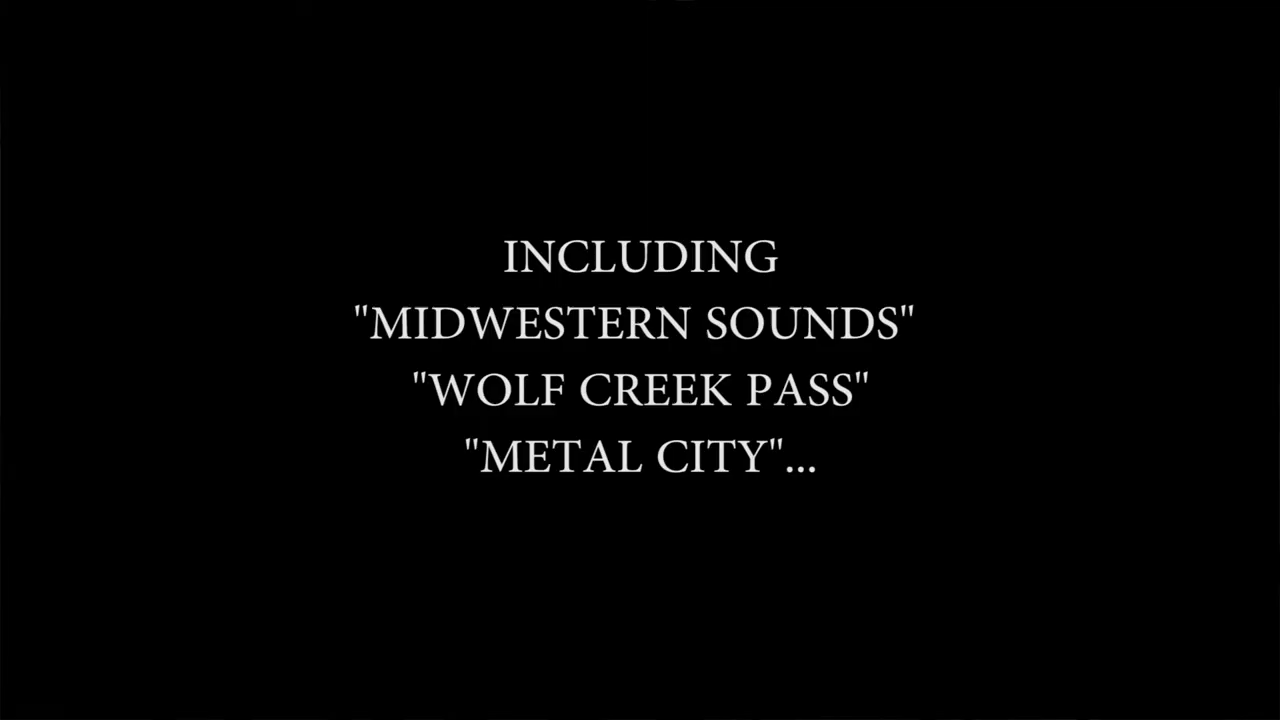 INCLUDING
"MIDWESTERN SOUNDS"
"WOLF CREEK PASS"
"METAL CITY"...